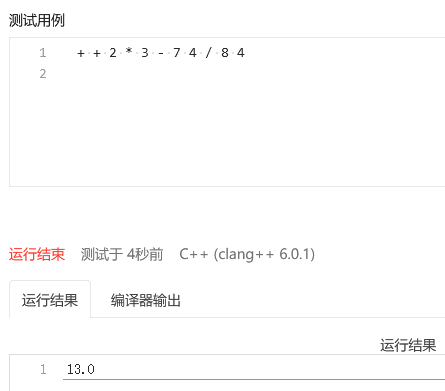 测试用例
1 + + 2 * 3 - 7 4 / 8 4
2
运行结束 测试于 4秒前 C++ (clang++ 6.0.1)
运行结果 编译器输出
运行结果
1 13.0